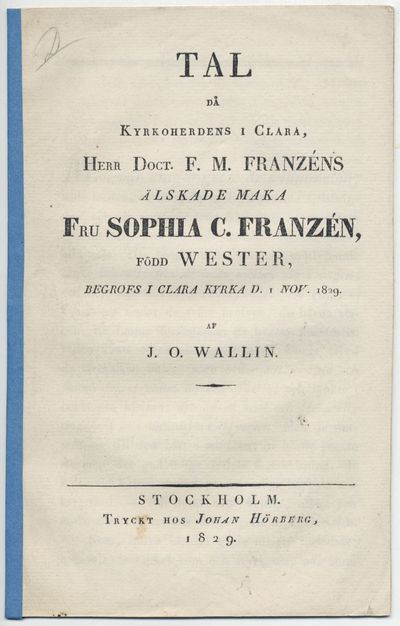 TAL
DÅ
KYRKOHERDENS I CLARA,
HERR DOCT. F. M. FRANZÉNS
ÄLSKADE MAKA
FRU SOPHIA C. FRANZÉN,
FÖDD WESTER,
BEGROFS I CLARA KYRKA D. 1 NOV. 1829.
AF
J. O. WALLIN.
STOCKHOLM.
TRYCKT HOS JOHAN HÖRBERG,
1829.